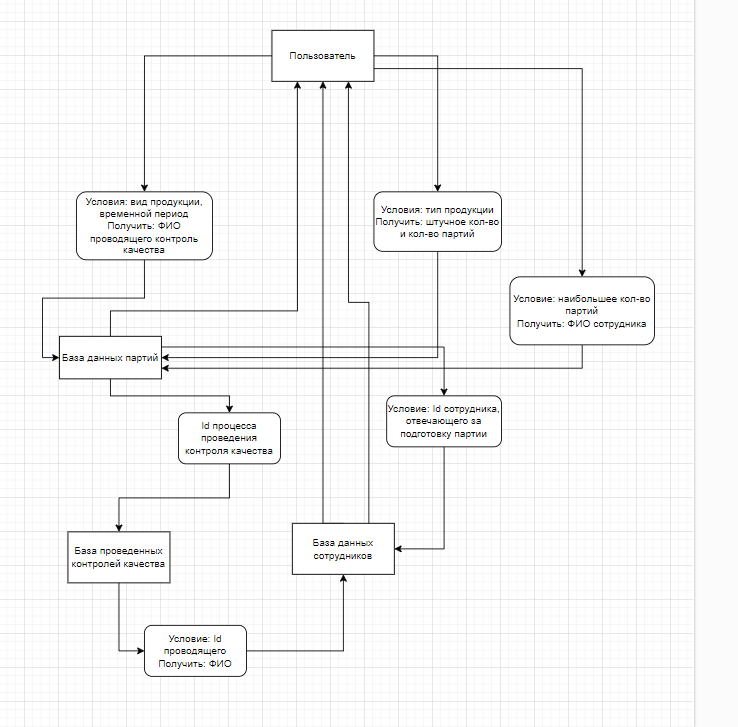 Пользователь
Условия: вид продукции,
временной период
Получить: ФИО
проводящего контроль
качества
Условия: тип продукции
Получить: штучное кол-во
и кол-во партий
Условие: наибольшее кол-во
партий
Получить: ФИО сотрудника
База данных партий
Id процесса
проведения
контроля качества
Условие: Id сотрудника,
отвечающего за
подготовку партии
База проведенных
контролей качества
База данных
сотрудников
Условие: Id
проводящего
Получить: ФИО